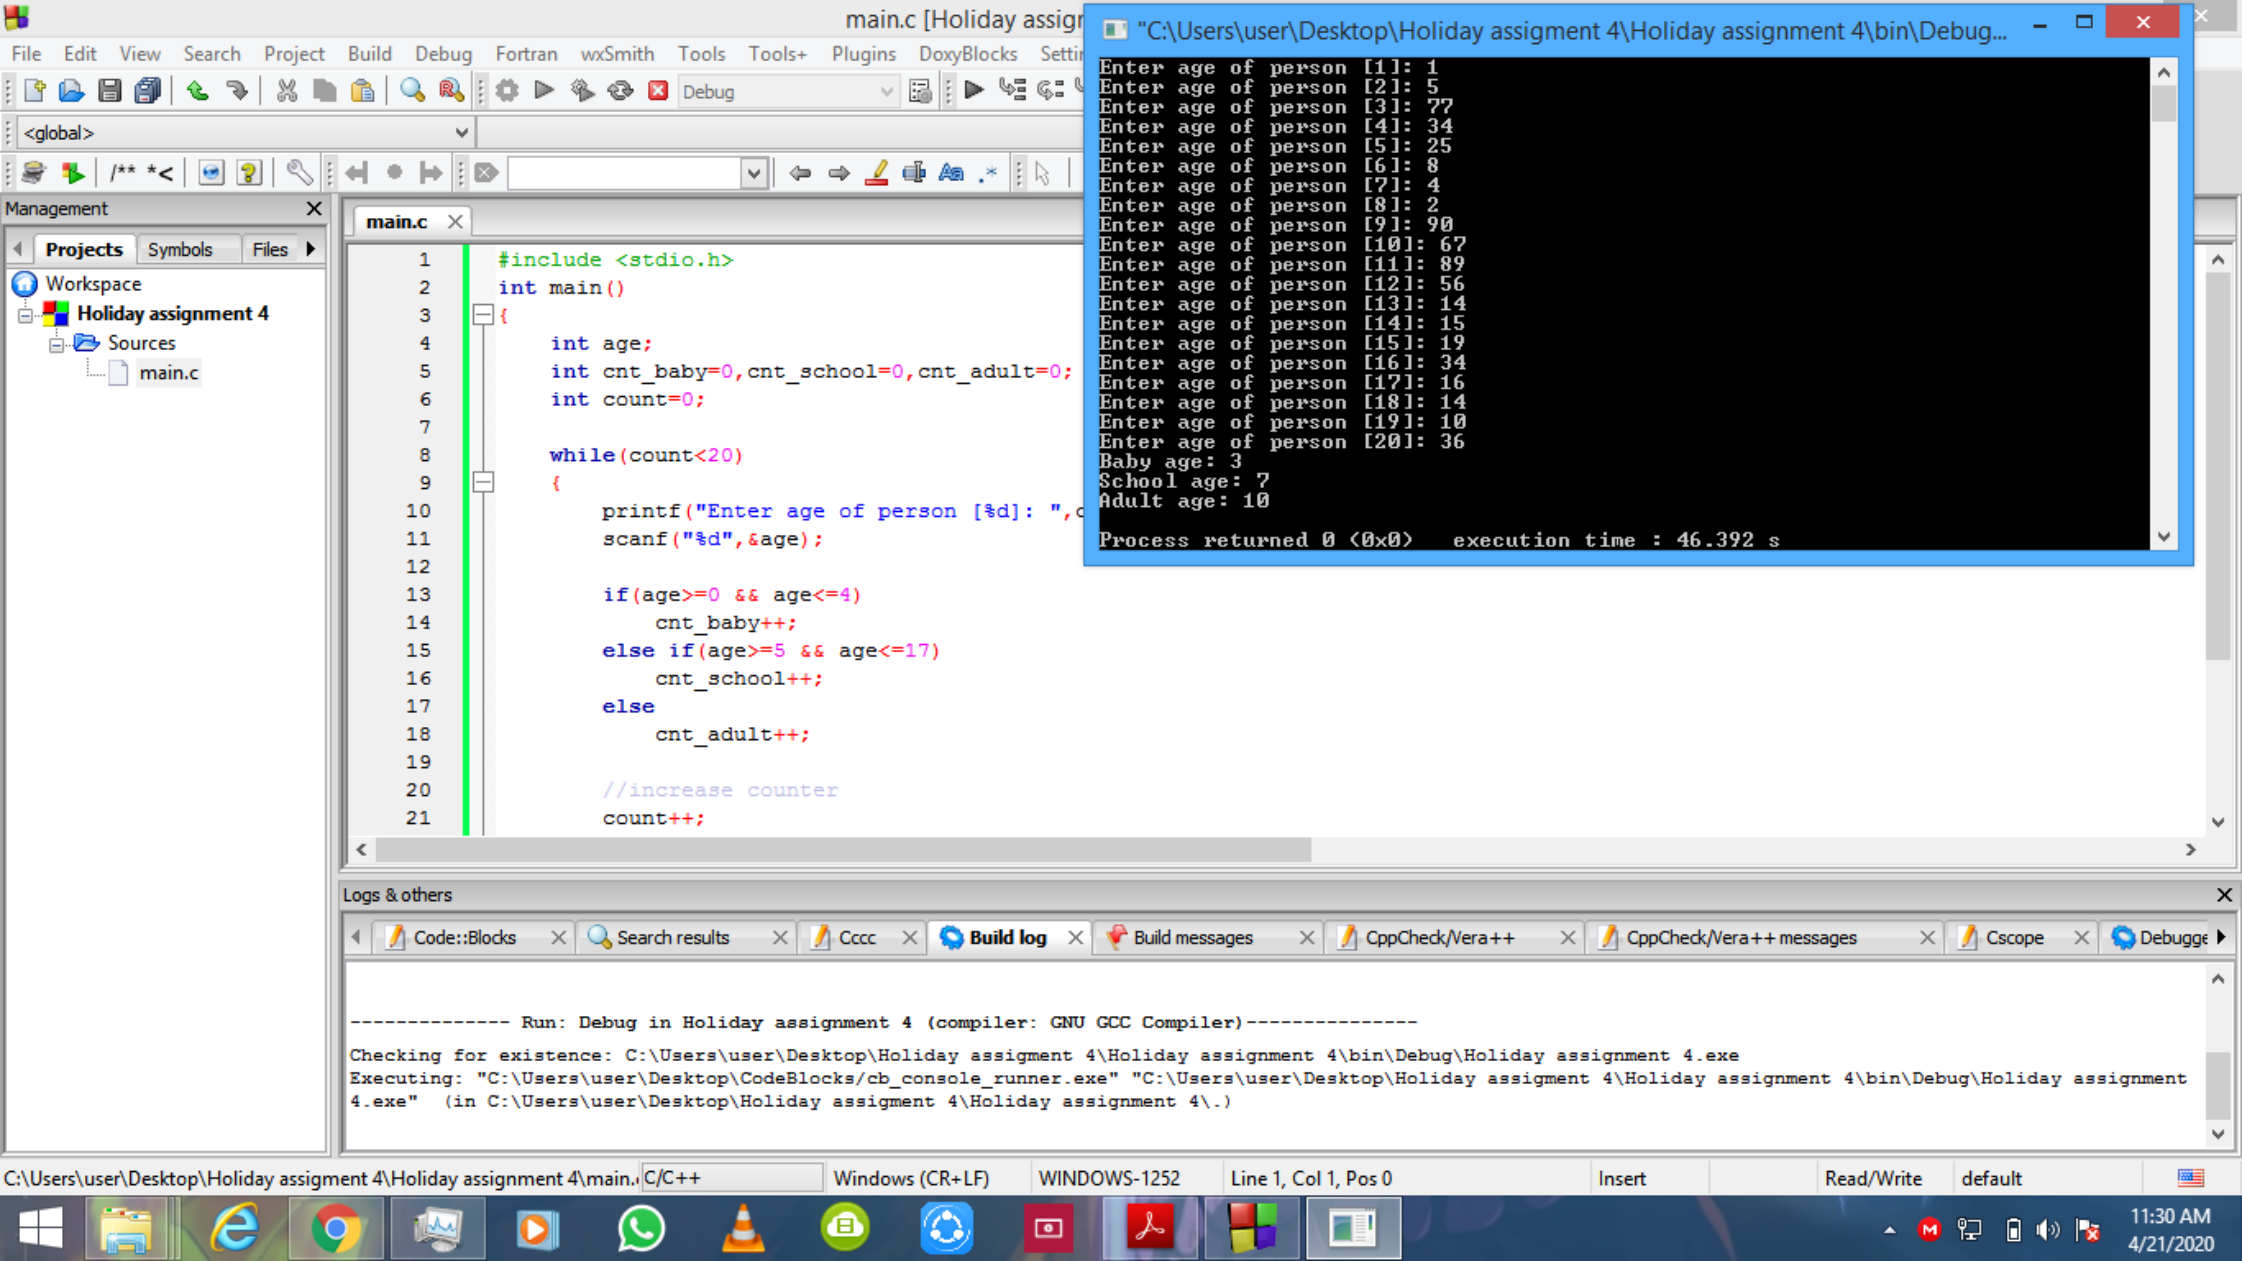 main.c [Holiday assigr
File Edit View Search Project Build Debug Fortran wxSmith Tools Tools+ Plugins DoxyBlocks
Debug
<global>
/** *<
Aa .*
Management
Projects Symbols Files
Workspace
Holiday assignment 4
Sources
main.c
main.c
1 #include <stdio.h>
2 int main()
3 {
4 int age;
5 int cnt_baby=0,cnt_school=0,cnt_adult=0;
6 int count=0;
7
8 while(count<20)
9 {
10 printf("Enter age of person [%d]: ",c
11 scanf("%d",&age);
12
13 if(age>=0 && age<=4)
14 cnt_baby++;
15 else if(age>=5 && age<=17)
16 cnt_school++;
17 else
18 cnt_adult++;
19
20 //increase counter
21 count++;
"C:\Users\user\Desktop\Holiday assigment 4\Holiday assignment 4\bin\Debug...
Enter age of person [1]: 1
Enter age of person [2]: 5
Enter age of person [3]: 77
Enter age of person [4]: 34
Enter age of person [5]: 25
Enter age of person [6]: 8
Enter age of person [7]: 4
Enter age of person [8]: 2
Enter age of person [9]: 90
Enter age of person [10]: 67
Enter age of person [11]: 89
Enter age of person [12]: 56
Enter age of person [13]: 14
Enter age of person [14]: 15
Enter age of person [15]: 19
Enter age of person [16]: 34
Enter age of person [17]: 16
Enter age of person [18]: 14
Enter age of person [19]: 10
Enter age of person [20]: 36
Baby age: 3
School age: 7
Adult age: 10
Process returned 0 (0x0) execution time : 46.392 s
Logs & others
Code::Blocks Search results Cccc Build log Build messages CppCheck/Vera++ CppCheck/Vera++ messages Cscope Debugge
-------------- Run: Debug in Holiday assignment 4 (compiler: GNU GCC Compiler)---------------
Checking for existence: C:\Users\user\Desktop\Holiday assigment 4\Holiday assignment 4\bin\Debug\Holiday assignment 4.exe
Executing: "C:\Users\user\Desktop\CodeBlocks/cb_console_runner.exe" "C:\Users\user\Desktop\Holiday assigment 4\Holiday assignment 4\bin\Debug\Holiday assignment
4.exe" (in C:\Users\user\Desktop\Holiday assigment 4\Holiday assignment 4\.)
C:\Users\user\Desktop\Holiday assigment 4\Holiday assignment 4\main. C/C++ Windows (CR+LF) WINDOWS-1252 Line 1, Col 1, Pos 0 Insert Read/Write default
11:30 AM
4/21/2020